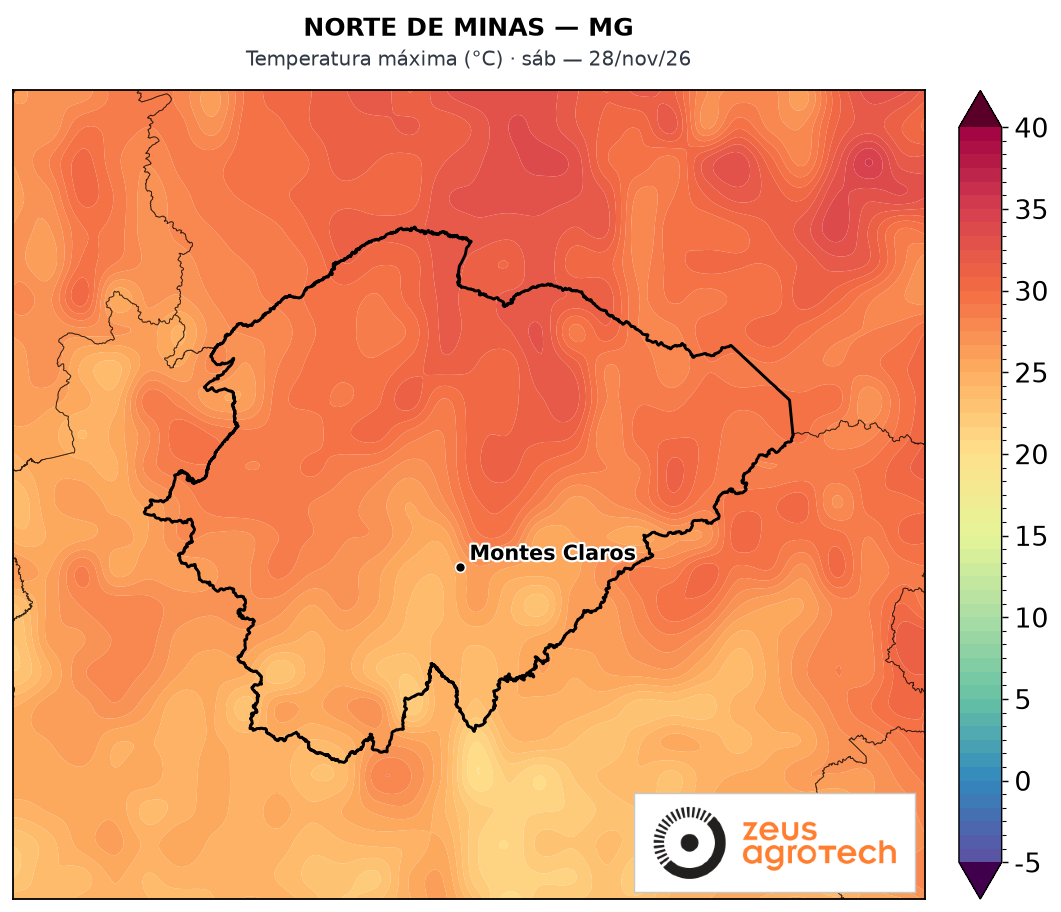 NORTE DE MINAS — MG
Temperatura máxima (°C) · sáb — 28/nov/26
40
35
30
25
20
15
10
5
0
-5
Montes Claros
zeus
agrotech